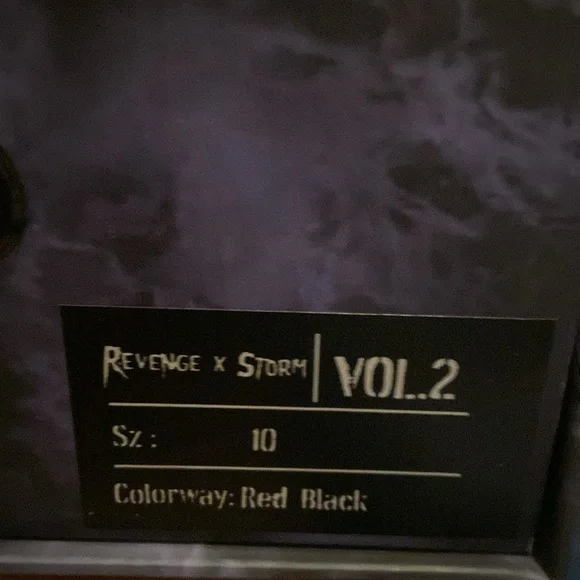 REVENGE X STORM | VOL.2
Sz: 10
Colorway: Red Black